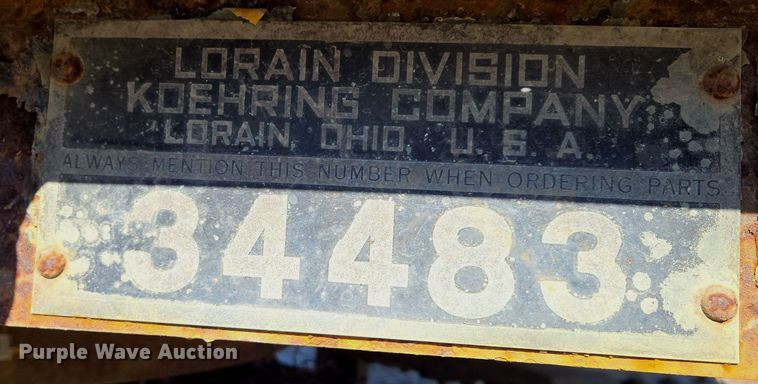 LORAIN DIVISION
KOEHRING COMPANY
LORAIN, OHIO, U. S. A.
ALWAYS MENTION THIS NUMBER WHEN ORDERING PARTS
34483
Purple Wave Auction